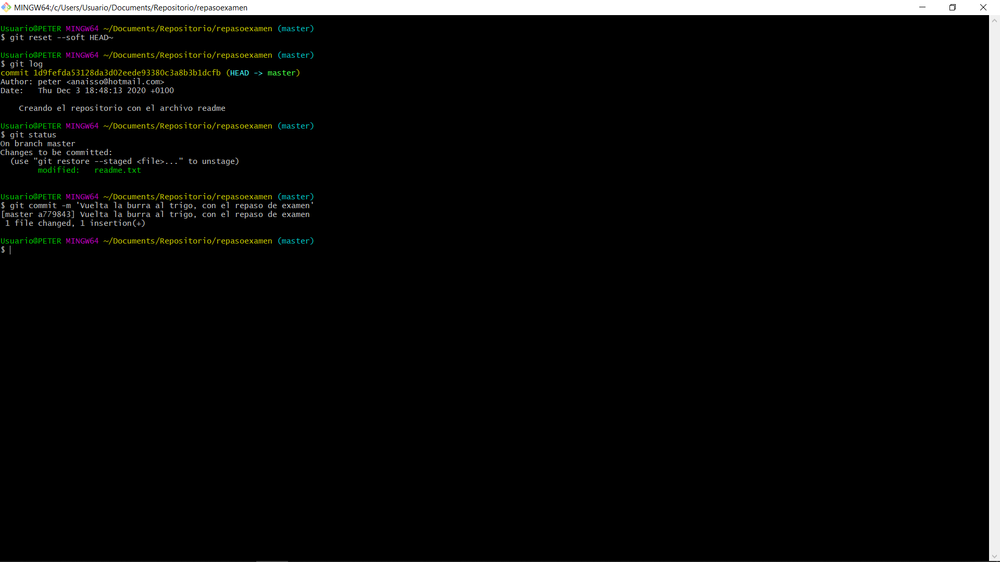 MINGW64:/c/Users/Usuario/Documents/Repositorio/repasoexamen
Usuario@PETER MINGW64 ~/Documents/Repositorio/repasoexamen (master)
$ git reset --soft HEAD~
Usuario@PETER MINGW64 ~/Documents/Repositorio/repasoexamen (master)
$ git log
commit 1d9fefda53128da3d02eede93380c3a8b3b1dcfb (HEAD -> master)
Author: peter <anaisso@hotmail.com>
Date:   Thu Dec 3 18:48:13 2020 +0100
    Creando el repositorio con el archivo readme
Usuario@PETER MINGW64 ~/Documents/Repositorio/repasoexamen (master)
$ git status
On branch master
Changes to be committed:
  (use "git restore --staged <file>..." to unstage)
        modified:   readme.txt
Usuario@PETER MINGW64 ~/Documents/Repositorio/repasoexamen (master)
$ git commit -m 'Vuelta la burra al trigo, con el repaso de examen'
[master a779843] Vuelta la burra al trigo, con el repaso de examen
 1 file changed, 1 insertion(+)
Usuario@PETER MINGW64 ~/Documents/Repositorio/repasoexamen (master)
$